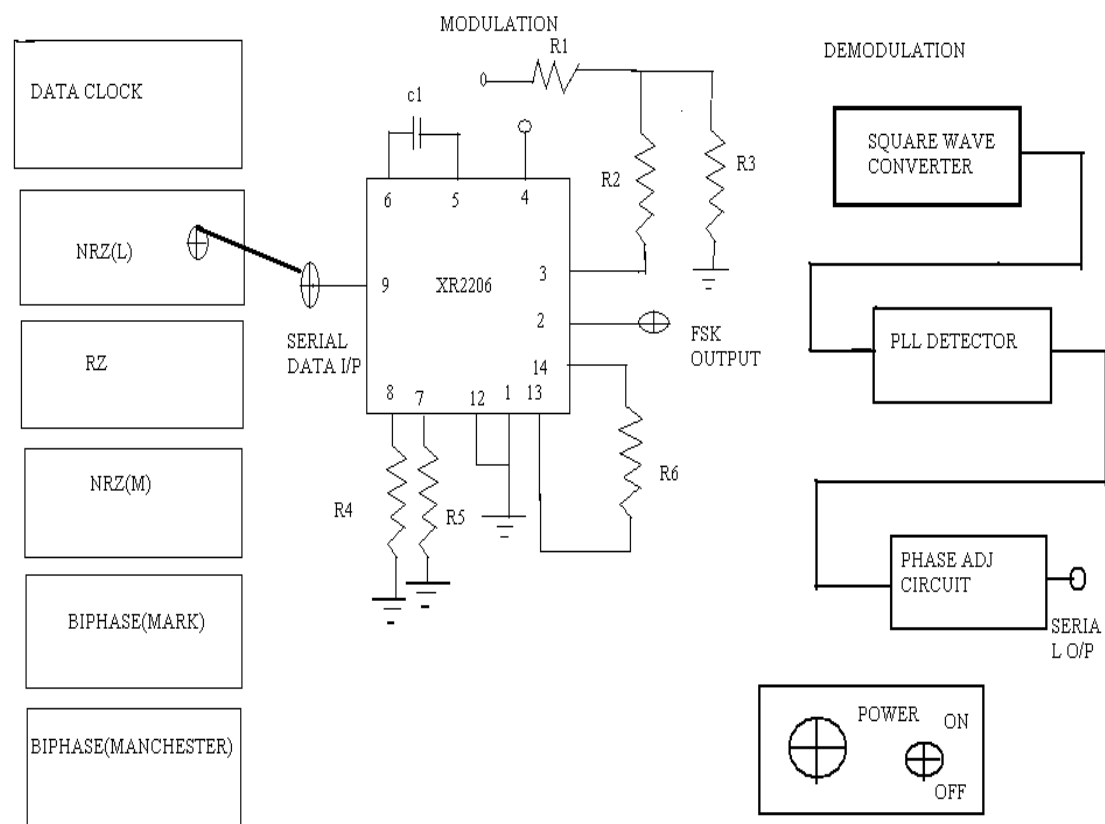 MODULATION
DEMODULATION
DATA CLOCK
NRZ(L)
RZ
NRZ(M)
BIPHASE(MARK)
BIPHASE(MANCHESTER)
SERIAL
DATA I/P
R1
c1
R2
R3
6
5
4
9
XR2206
3
2
14
8
7
12
1
13
FSK
OUTPUT
R4
R5
R6
SQUARE WAVE
CONVERTER
PLL DETECTOR
PHASE ADJ
CIRCUIT
SERIA
L O/P
POWER
ON
OFF